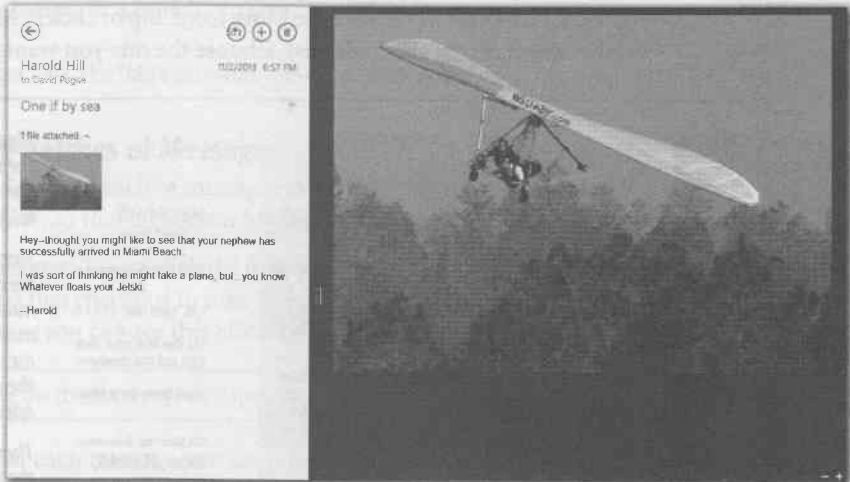 Harold Hill
to David Pogue
11/2/2013 6:57 PM
One if by sea
1 file attached
Hey--thought you might like to see that your nephew has
successfully arrived in Miami Beach.
I was sort of thinking he might take a plane, but...you know
Whatever floats your Jetski
--Harold